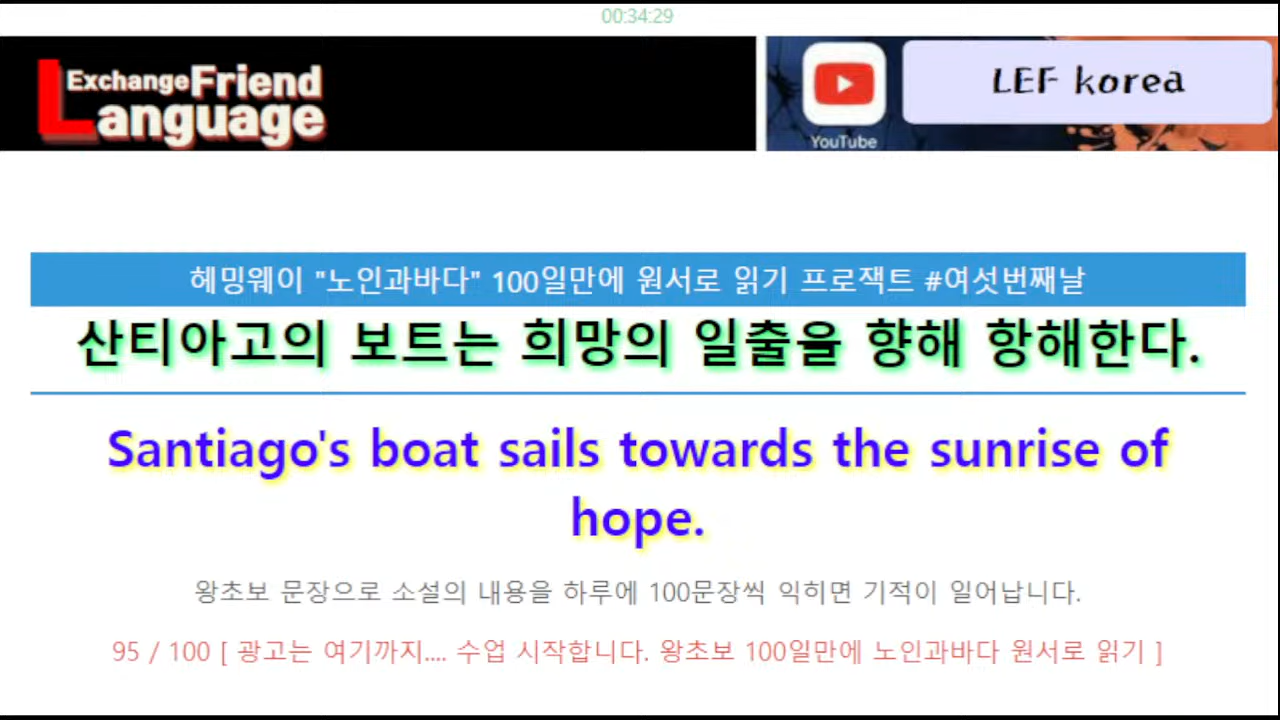 00:34:29
ExchangeFriend
Language
LEF korea
YouTube
헤밍웨이 "노인과바다" 100일만에 원서로 읽기 프로잭트 #여섯번째날
산티아고의 보트는 희망의 일출을 향해 항해한다.
Santiago's boat sails towards the sunrise of
hope.
왕초보 문장으로 소설의 내용을 하루에 100문장씩 익히면 기적이 일어납니다.
95 / 100 [ 광고는 여기까지.... 수업 시작합니다. 왕초보 100일만에 노인과바다 원서로 읽기 ]